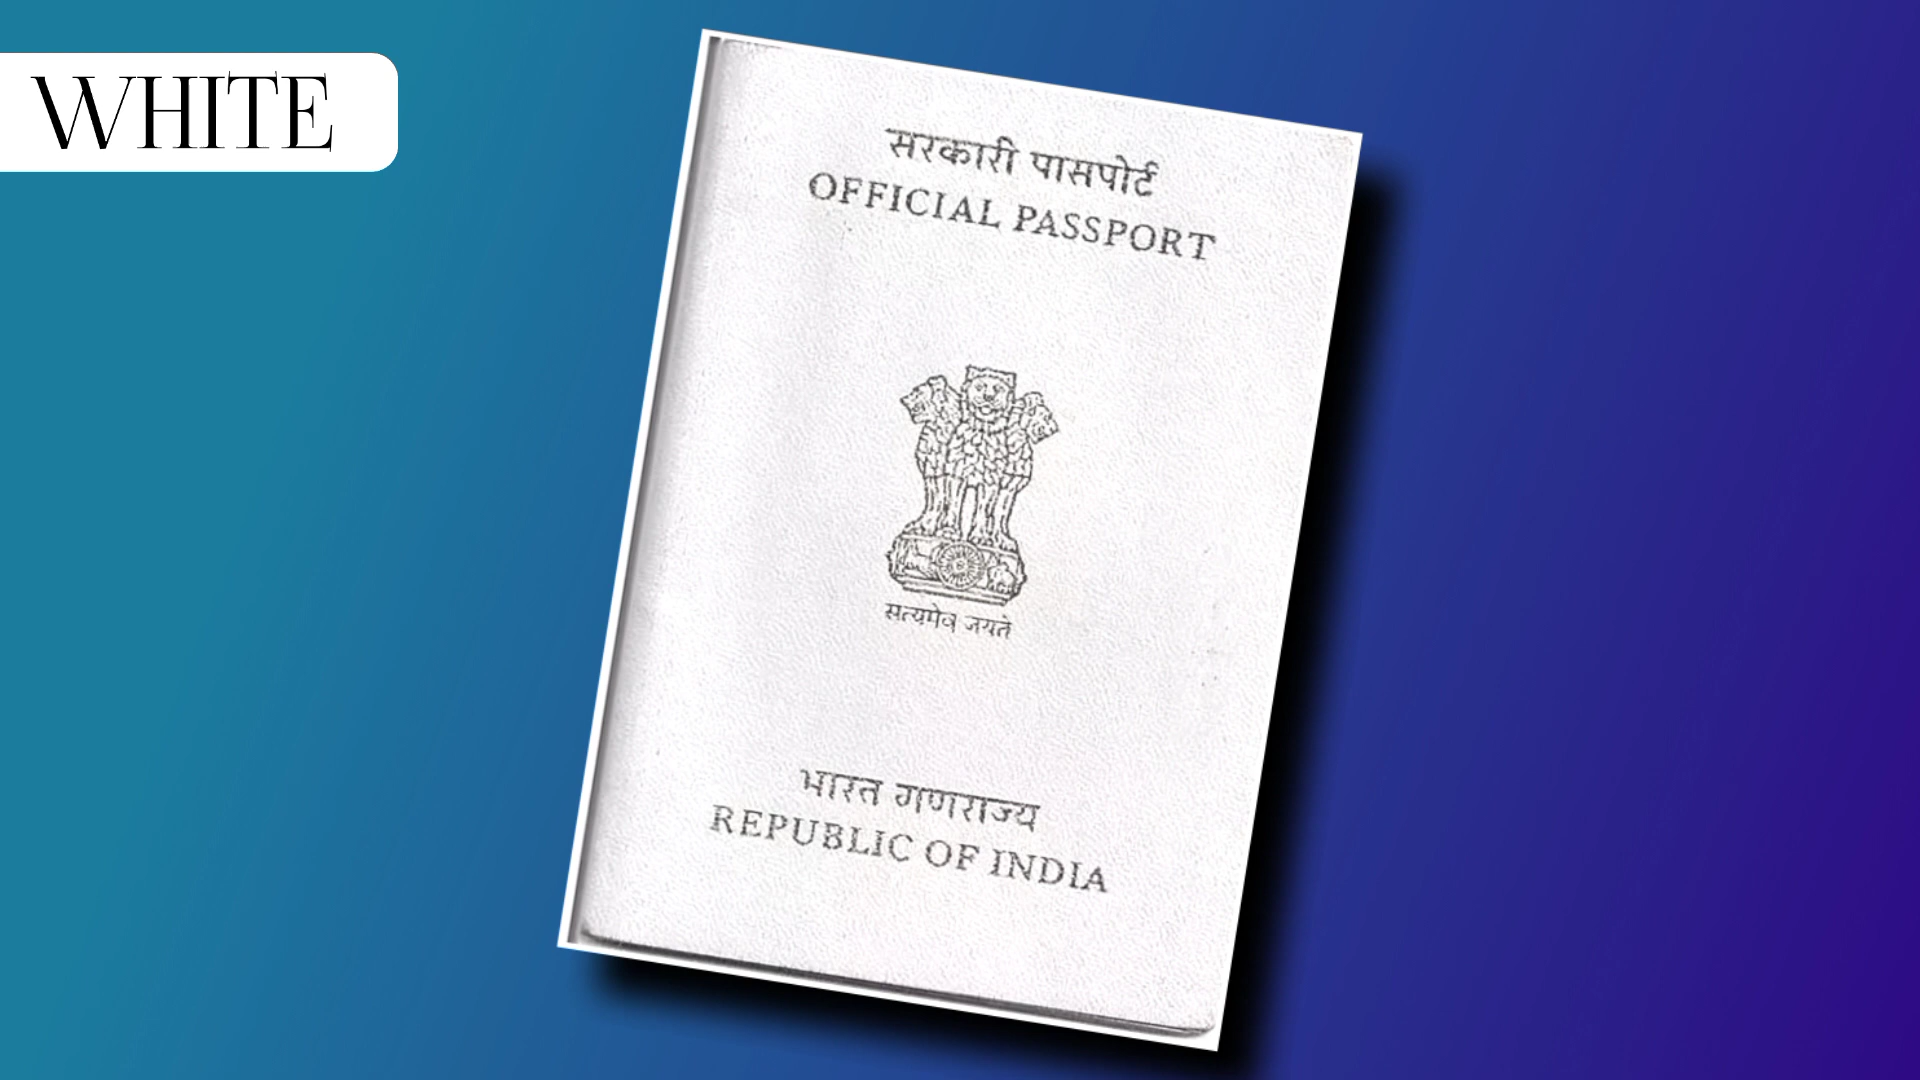 WHITE
सरकारी पासपोर्ट
OFFICIAL PASSPORT
सत्यमेव जयते
भारत गणराज्य
REPUBLIC OF INDIA